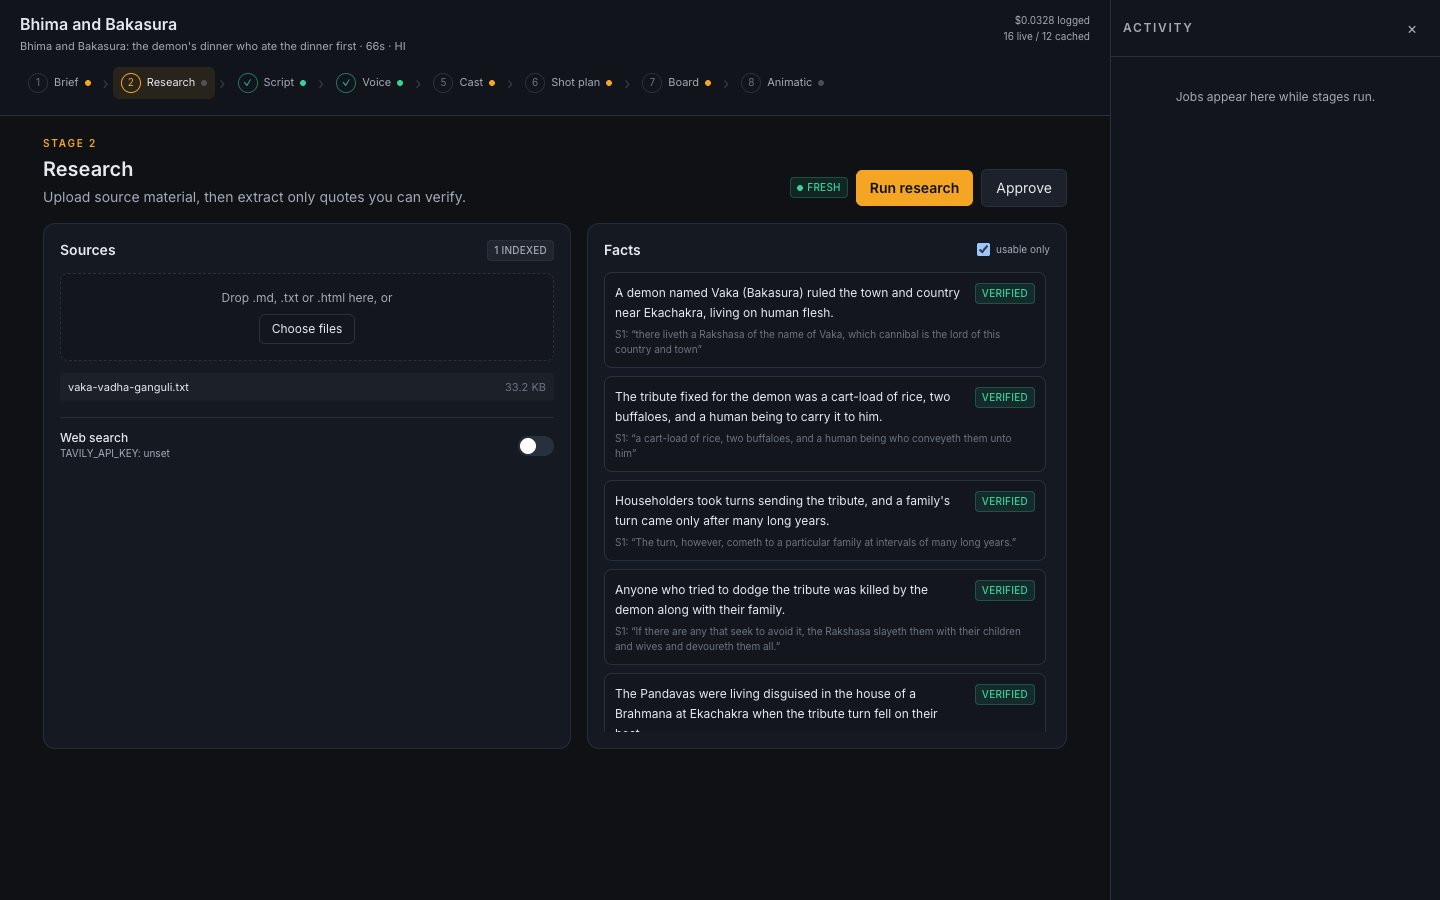 Bhima and Bakasura
Bhima and Bakasura: the demon's dinner who ate the dinner first · 66s · HI
$0.0328 logged
16 live / 12 cached
1 Brief
2 Research
Script
Voice
5 Cast
6 Shot plan
7 Board
8 Animatic
ACTIVITY
×
Jobs appear here while stages run.
STAGE 2
Research
Upload source material, then extract only quotes you can verify.
FRESH
Run research
Approve
Sources
1 INDEXED
Drop .md, .txt or .html here, or
Choose files
vaka-vadha-ganguli.txt
33.2 KB
Web search
TAVILY_API_KEY: unset
Facts
usable only
A demon named Vaka (Bakasura) ruled the town and country
near Ekachakra, living on human flesh.
VERIFIED
S1: “there liveth a Rakshasa of the name of Vaka, which cannibal is the lord of this
country and town”
The tribute fixed for the demon was a cart-load of rice, two
buffaloes, and a human being to carry it to him.
VERIFIED
S1: “a cart-load of rice, two buffaloes, and a human being who conveyeth them unto
him”
Householders took turns sending the tribute, and a family's
turn came only after many long years.
VERIFIED
S1: “The turn, however, cometh to a particular family at intervals of many long years.”
Anyone who tried to dodge the tribute was killed by the
demon along with their family.
VERIFIED
S1: “If there are any that seek to avoid it, the Rakshasa slayeth them with their children
and wives and devoureth them all.”
The Pandavas were living disguised in the house of a
Brahmana at Ekachakra when the tribute turn fell on their
VERIFIED